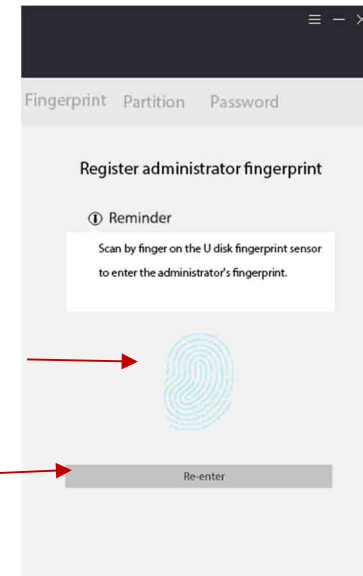 Fingerprint Partition Password
Register administrator fingerprint
Reminder
Scan by finger on the U disk fingerprint sensor
to enter the administrator's fingerprint.
Re-enter